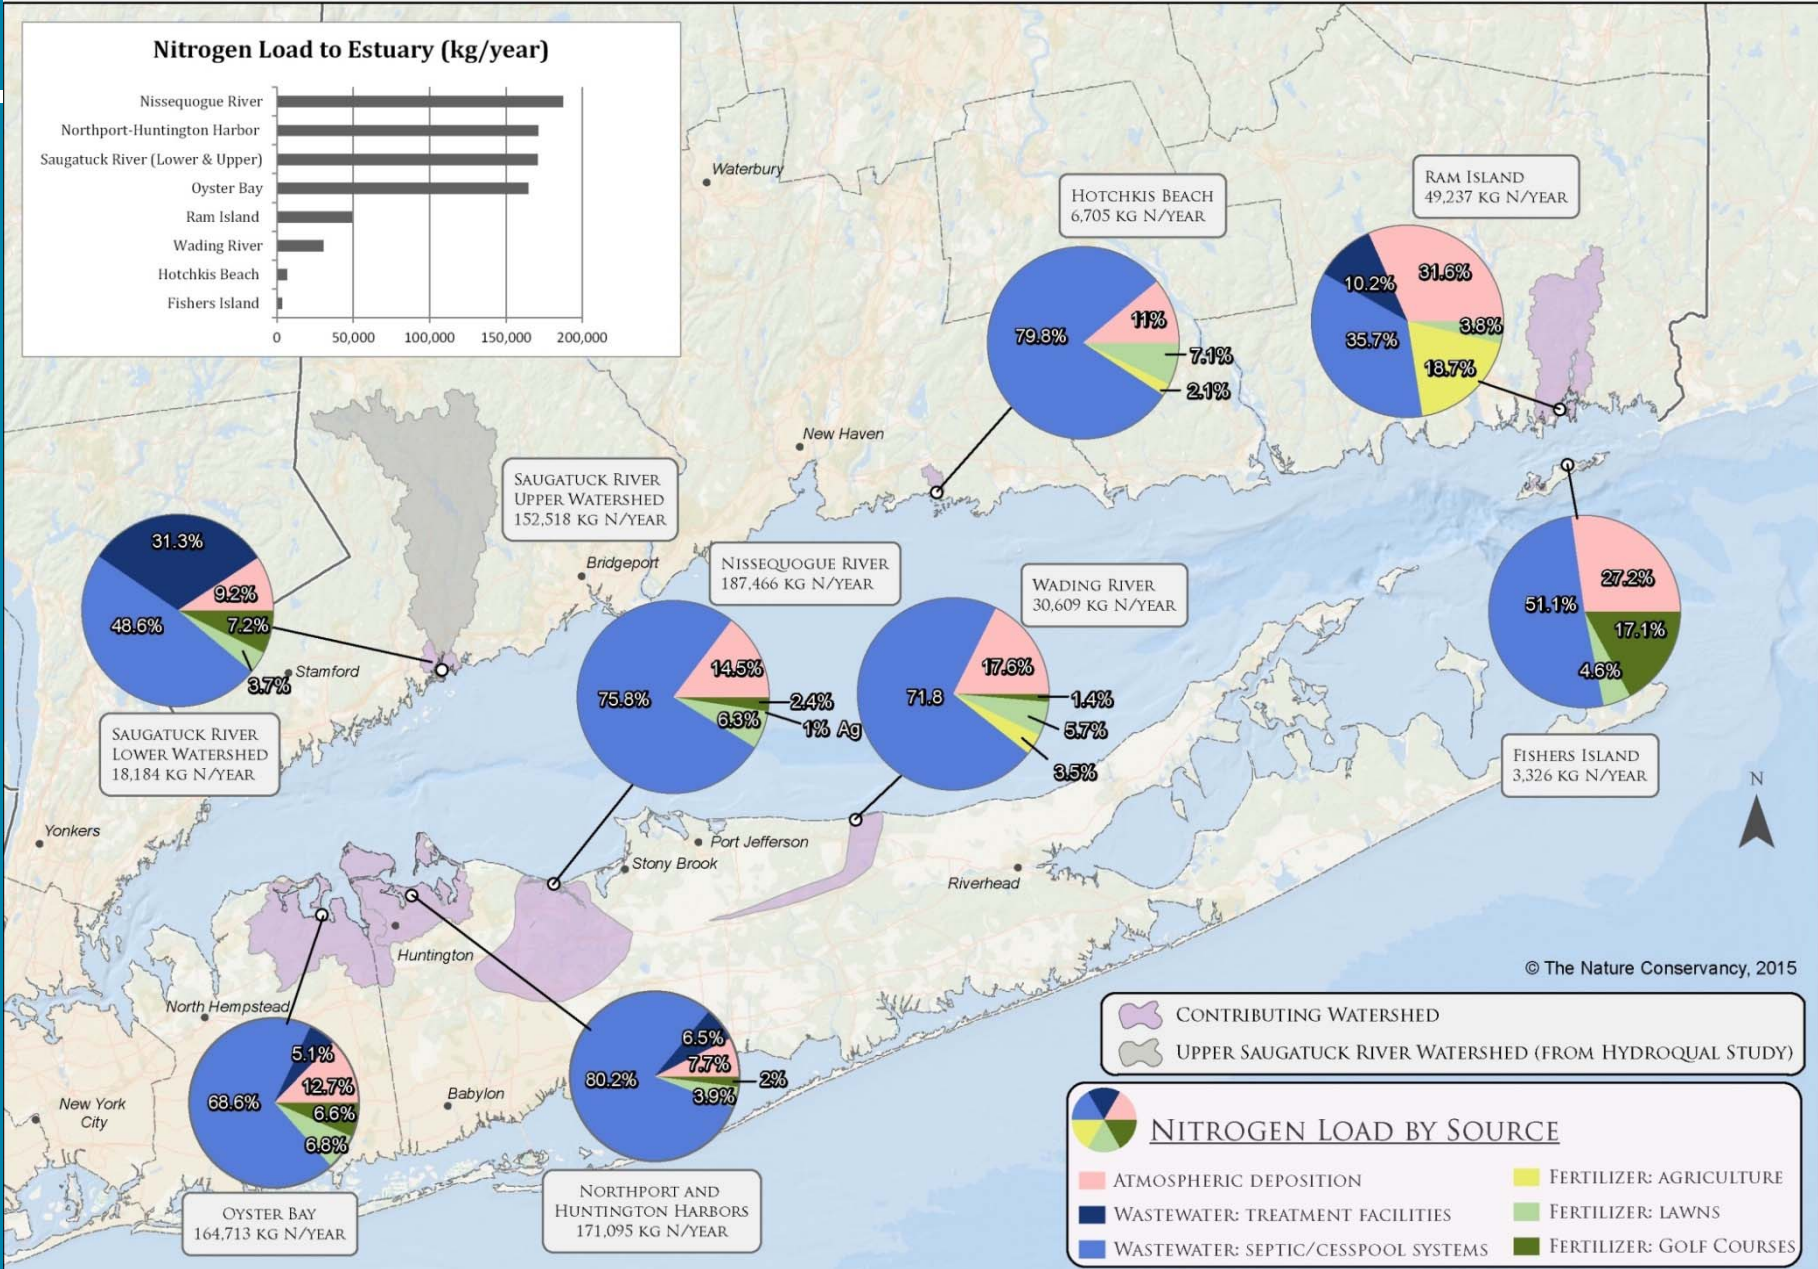 Nitrogen Load to Estuary (kg/year)
Nissequogue River
Northport-Huntington Harbor
Saugatuck River (Lower & Upper)
Oyster Bay
Ram Island
Wading River
Hotchkis Beach
Fishers Island
0 50,000 100,000 150,000 200,000
Waterbury
HOTCHKIS BEACH
6,705 KG N/YEAR
79.8%
11%
7.1%
2.1%
RAM ISLAND
49,237 KG N/YEAR
10.2%
31.6%
3.8%
35.7%
18.7%
New Haven
SAUGATUCK RIVER
UPPER WATERSHED
152,518 KG N/YEAR
Bridgeport
31.3%
9.2%
48.6%
7.2%
3.7%
Stamford
SAUGATUCK RIVER
LOWER WATERSHED
18,184 KG N/YEAR
NISSEQUOGUE RIVER
187,466 KG N/YEAR
75.8%
14.5%
2.4%
6.3%
1% Ag
WADING RIVER
30,609 KG N/YEAR
71.8
17.6%
1.4%
5.7%
3.5%
51.1%
27.2%
17.1%
4.6%
FISHERS ISLAND
3,326 KG N/YEAR
N
Yonkers
Port Jefferson
Stony Brook
Riverhead
Huntington
North Hempstead
New York
City
Babylon
5.1%
12.7%
68.6%
6.6%
6.8%
OYSTER BAY
164,713 KG N/YEAR
6.5%
7.7%
80.2%
2%
3.9%
NORTHPORT AND
HUNTINGTON HARBORS
171,095 KG N/YEAR
© The Nature Conservancy, 2015
CONTRIBUTING WATERSHED
UPPER SAUGATUCK RIVER WATERSHED (FROM HYDROQUAL STUDY)
NITROGEN LOAD BY SOURCE
ATMOSPHERIC DEPOSITION
WASTEWATER: TREATMENT FACILITIES
WASTEWATER: SEPTIC/CESSPOOL SYSTEMS
FERTILIZER: AGRICULTURE
FERTILIZER: LAWNS
FERTILIZER: GOLF COURSES